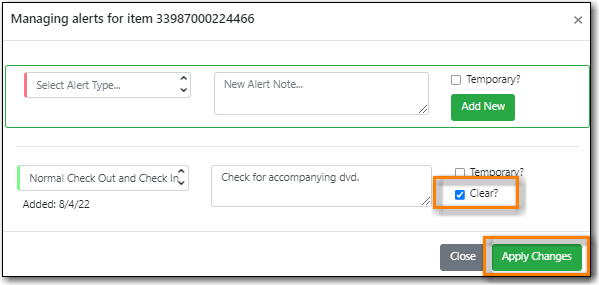 Managing alerts for item 33987000224466
×
Select Alert Type...
New Alert Note...
Temporary?
Add New
Normal Check Out and Check In
Check for accompanying dvd.
Temporary?
Clear?
Added: 8/4/22
Close
Apply Changes